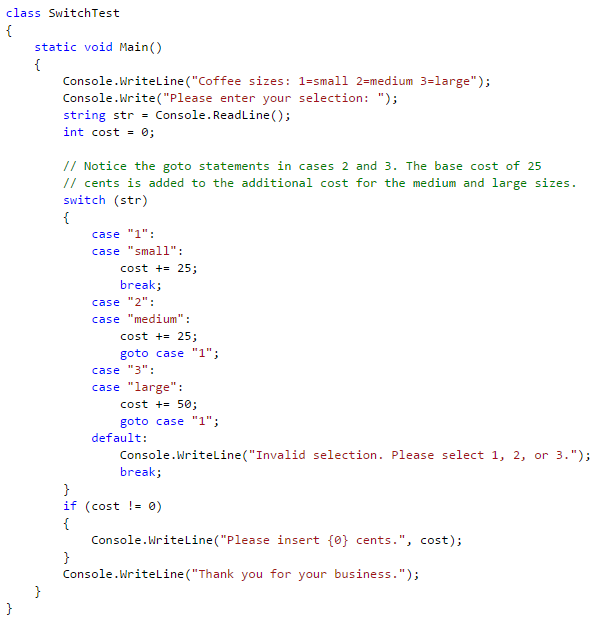 class SwitchTest
{
    static void Main()
    {
        Console.WriteLine("Coffee sizes: 1=small 2=medium 3=large");
        Console.Write("Please enter your selection: ");
        string str = Console.ReadLine();
        int cost = 0;

        // Notice the goto statements in cases 2 and 3. The base cost of 25
        // cents is added to the additional cost for the medium and large sizes.
        switch (str)
        {
            case "1":
            case "small":
                cost += 25;
                break;
            case "2":
            case "medium":
                cost += 25;
                goto case "1";
            case "3":
            case "large":
                cost += 50;
                goto case "1";
            default:
                Console.WriteLine("Invalid selection. Please select 1, 2, or 3.");
                break;
        }
        if (cost != 0)
        {
            Console.WriteLine("Please insert {0} cents.", cost);
        }
        Console.WriteLine("Thank you for your business.");
    }
}